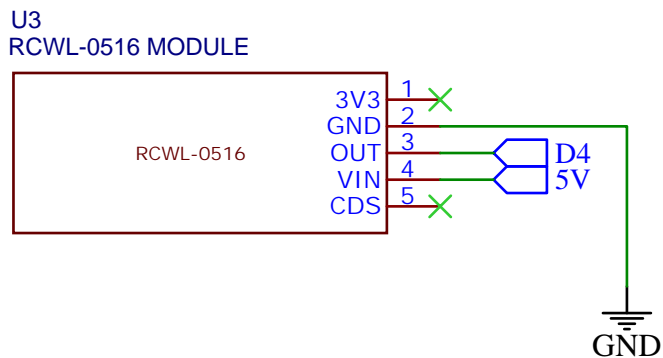 U3
RCWL-0516 MODULE
RCWL-0516
3V3 1
GND 2
OUT 3 D4
VIN 4 5V
CDS 5
GND